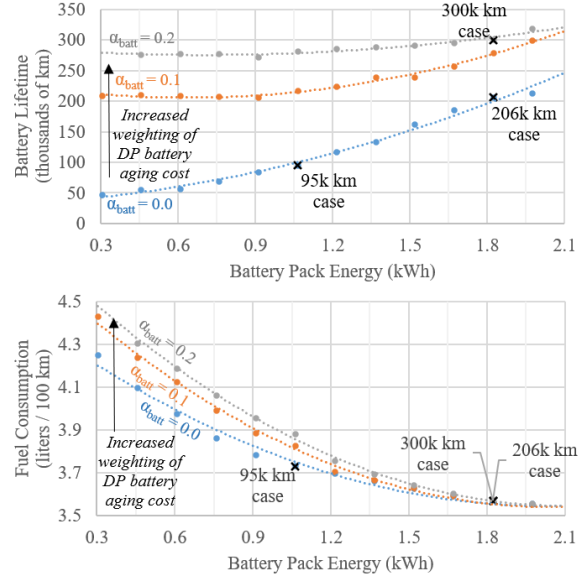 350
300
250
200
150
100
50
0
Battery Lifetime
(thousands of km)
300k km
case
αbatt = 0.2
αbatt = 0.1
Increased
weighting of
DP battery
aging cost
206k km
case
95k km
case
αbatt = 0.0
0.3 0.6 0.9 1.2 1.5 1.8 2.1
Battery Pack Energy (kWh)
4.5
4.3
4.1
3.9
3.7
3.5
Fuel Consumption
(liters / 100 km)
αbatt = 0.2
αbatt = 0.1
αbatt = 0.0
Increased
weighting of
DP battery
aging cost
95k km
case
300k km
case
206k km
case
0.3 0.6 0.9 1.2 1.5 1.8 2.1
Battery Pack Energy (kWh)